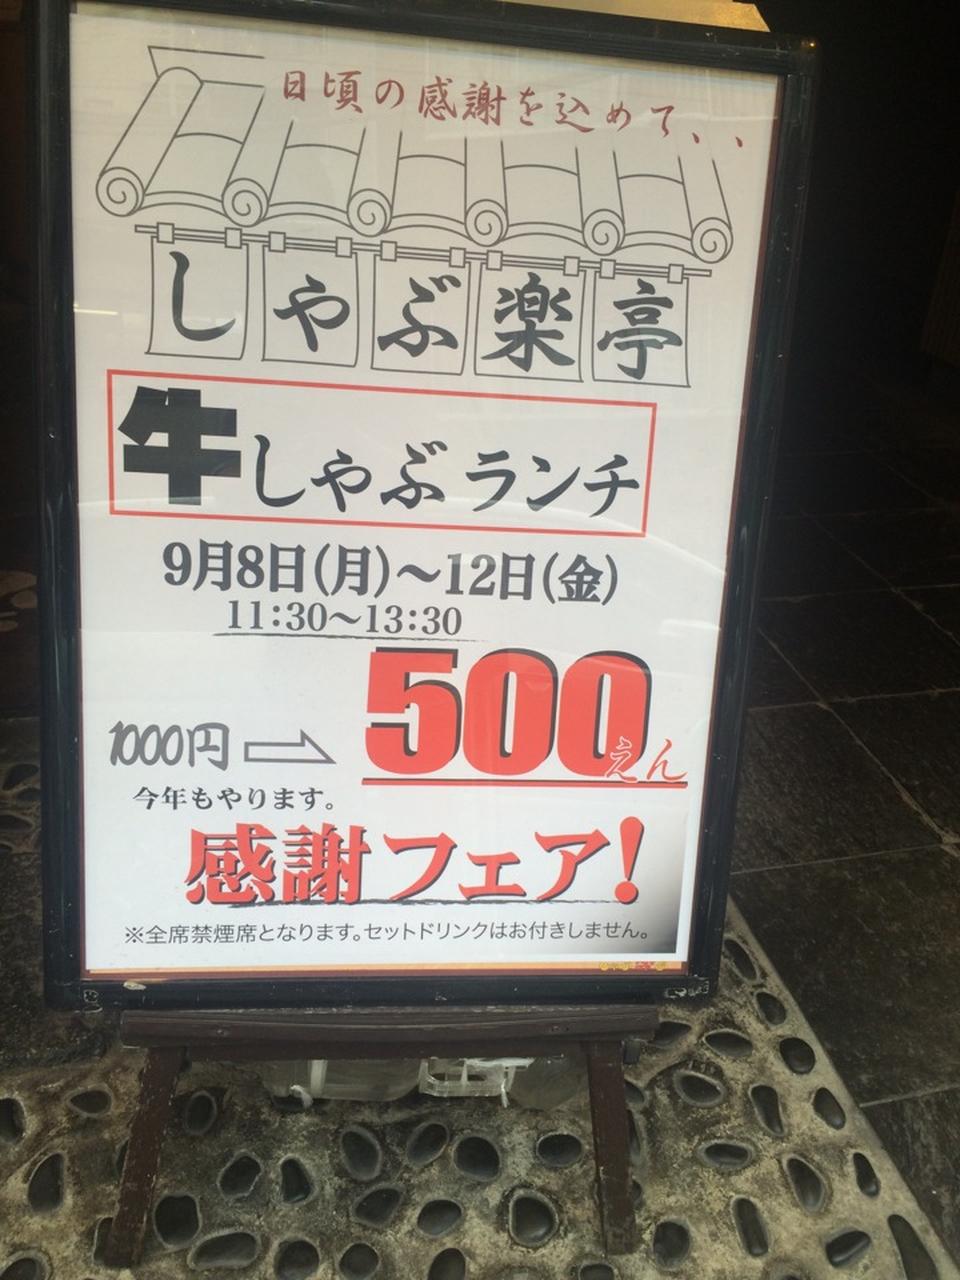 日頃の感謝を込めて、、
しゃぶ楽亭
牛しゃぶランチ
9月8日(月)～12日(金)
11:30～13:30
1000円 ⇒ 500えん
今年もやります。
感謝フェア!
※全席禁煙席となります。セットドリンクはお付きしません。